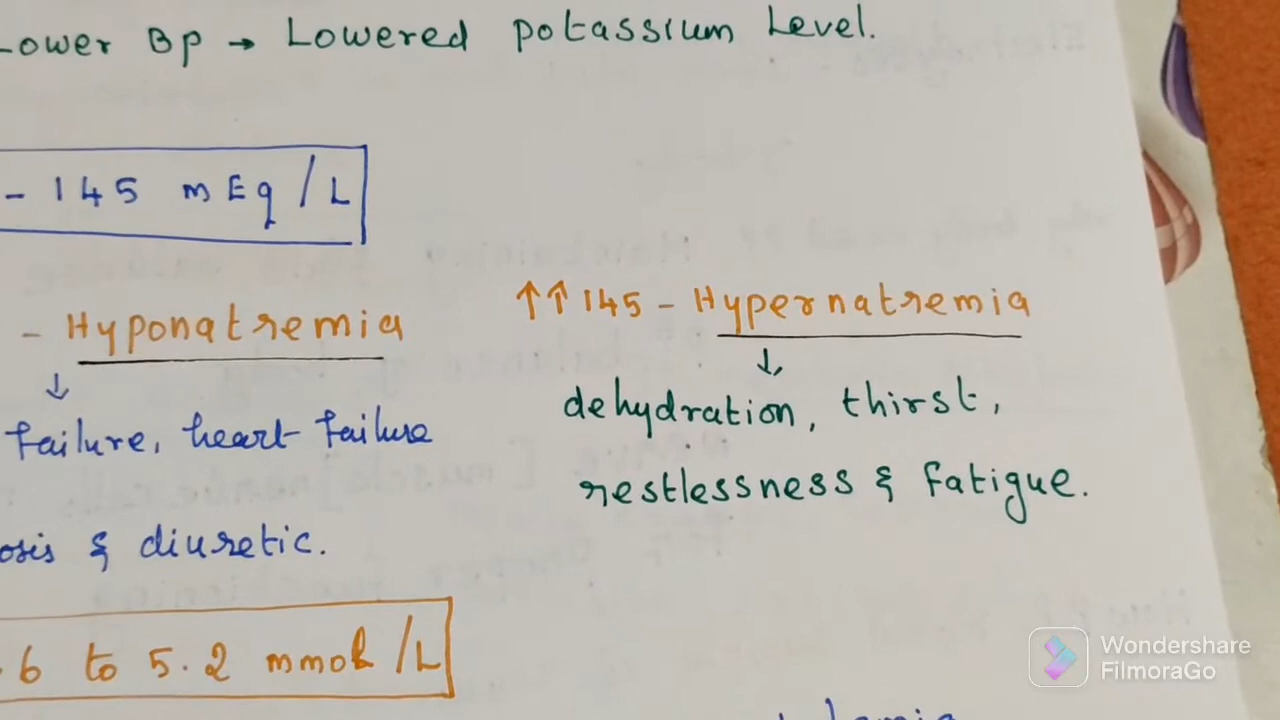 Lower BP → Lowered potassium Level.
- 145 mEq/L
- Hyponatremia
↑↑ 145 - Hypernatremia
↓
failure, heart failure
osis & diuretic.
↓
dehydration, thirst,
restlessness & fatigue.
.6 to 5.2 mmol/L
Wondershare
FilmoraGo